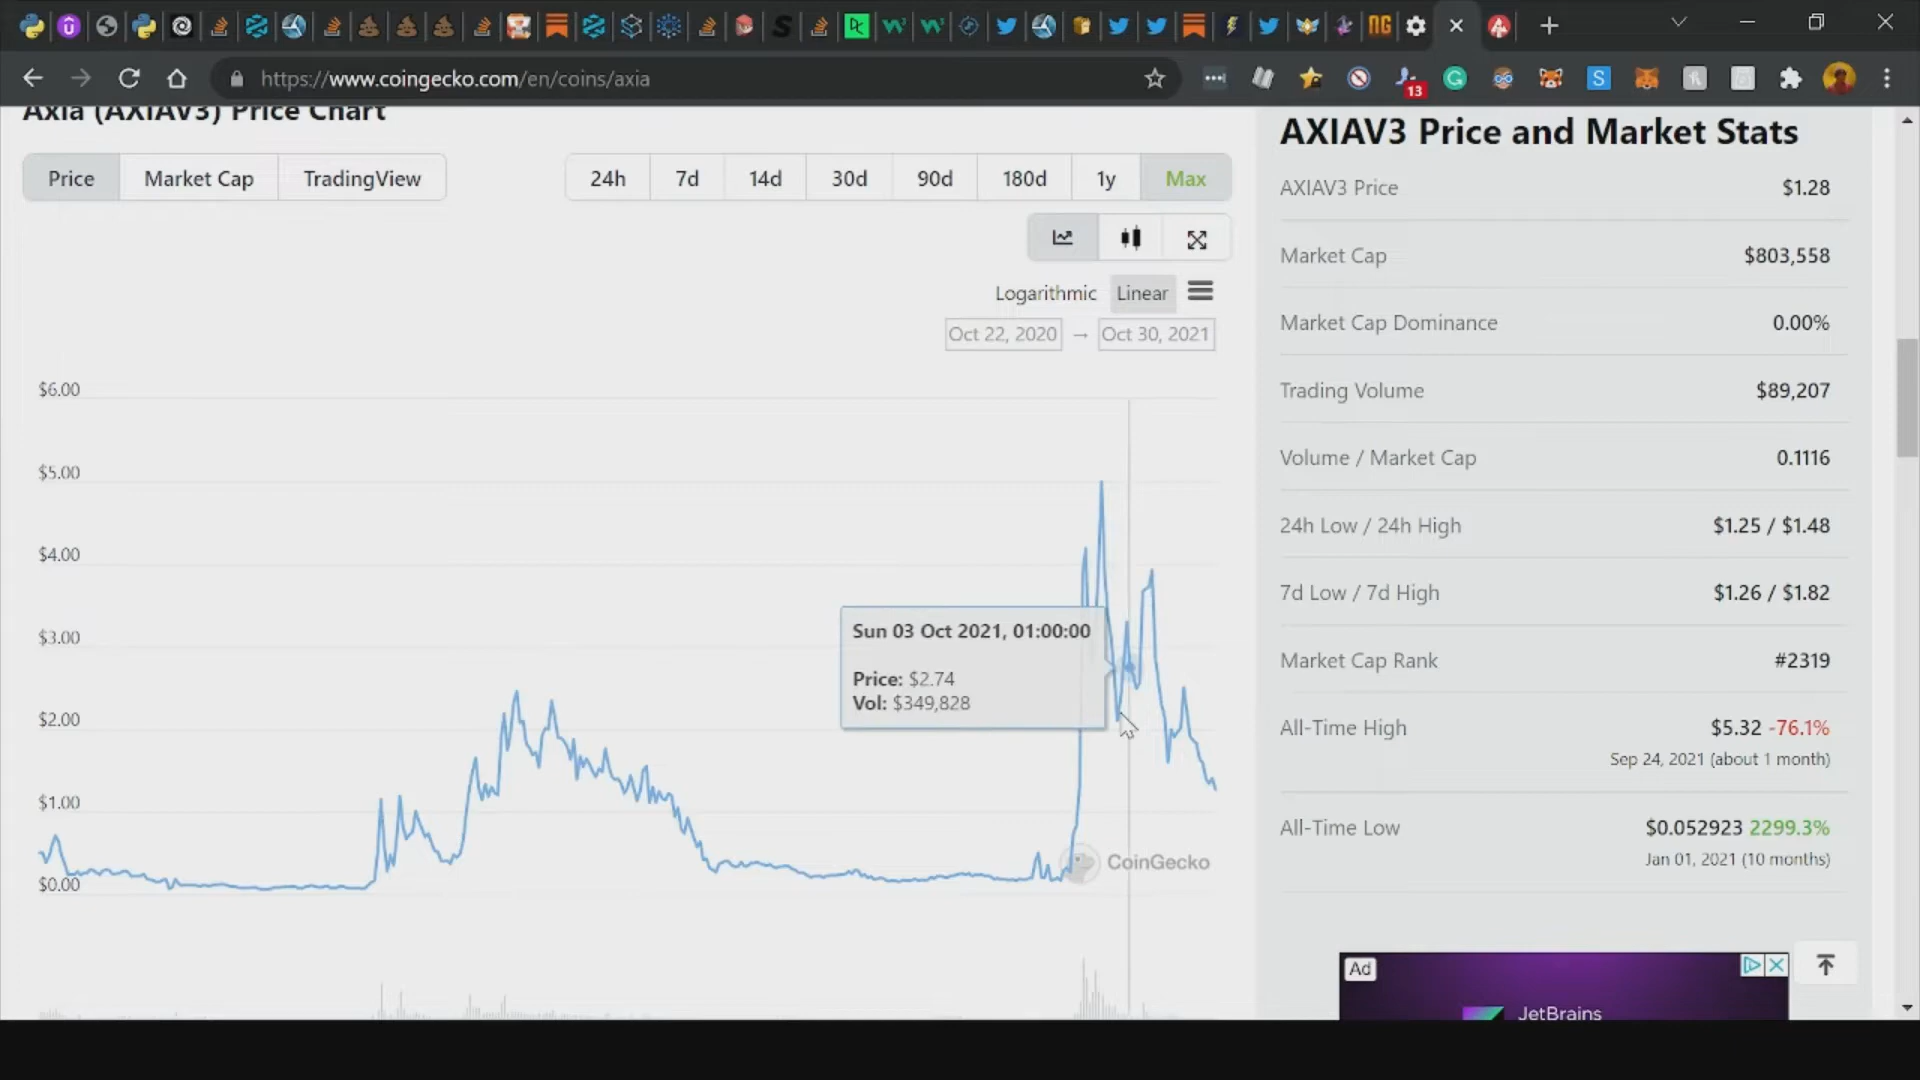 DC
NG
https://www.coingecko.com/en/coins/axia
13
G
S
Axia (AXIAV3) Price Chart
Price
Market Cap
TradingView
24h
7d
14d
30d
90d
180d
1y
Max
Logarithmic
Linear
Oct 22, 2020 → Oct 30, 2021
$6.00
$5.00
$4.00
$3.00
$2.00
$1.00
$0.00
Sun 03 Oct 2021, 01:00:00
Price: $2.74
Vol: $349,828
CoinGecko
AXIAV3 Price and Market Stats
AXIAV3 Price $1.28
Market Cap $803,558
Market Cap Dominance 0.00%
Trading Volume $89,207
Volume / Market Cap 0.1116
24h Low / 24h High $1.25 / $1.48
7d Low / 7d High $1.26 / $1.82
Market Cap Rank #2319
All-Time High $5.32 -76.1%
Sep 24, 2021 (about 1 month)
All-Time Low $0.052923 2299.3%
Jan 01, 2021 (10 months)
Ad
JetBrains